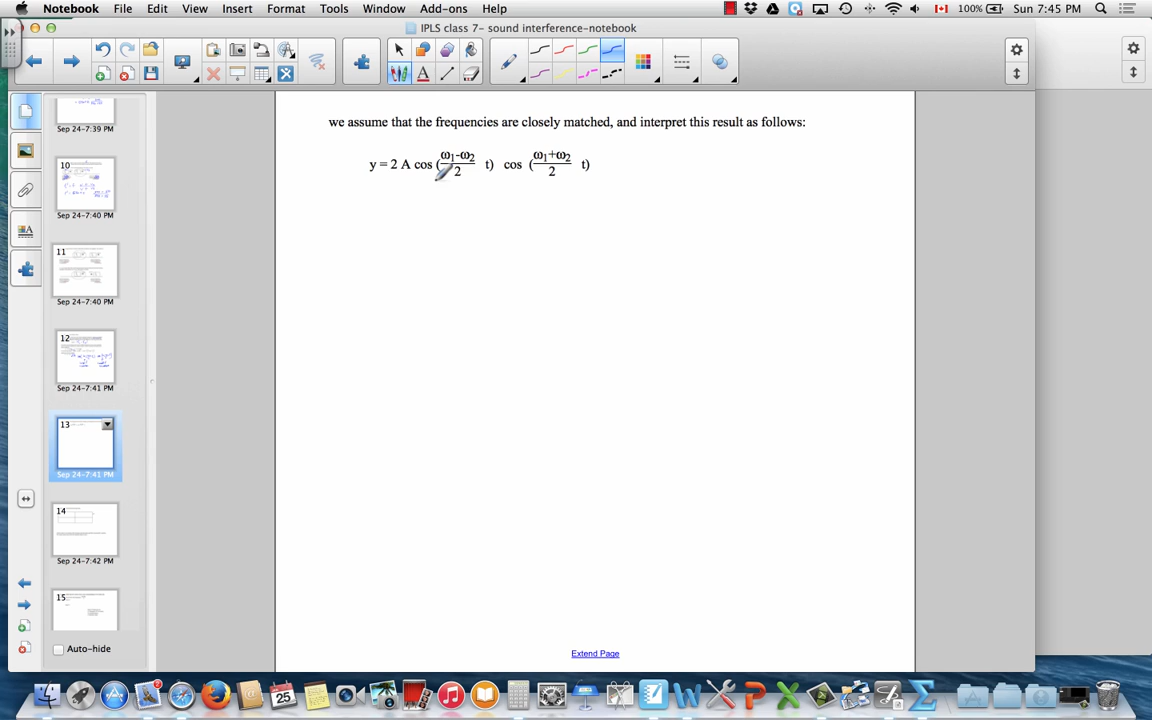 Notebook File Edit View Insert Format Tools Window Add-ons Help 100% Sun 7:45 PM
IPLS class 7- sound interference-notebook
Sep 24-7:39 PM
10
Sep 24-7:40 PM
11
Sep 24-7:40 PM
12
Sep 24-7:41 PM
13
Sep 24-7:41 PM
14
Sep 24-7:42 PM
15
Auto-hide
we assume that the frequencies are closely matched, and interpret this result as follows:
y = 2 A cos (ω₁-ω₂/2 t) cos (ω₁+ω₂/2 t)
Extend Page